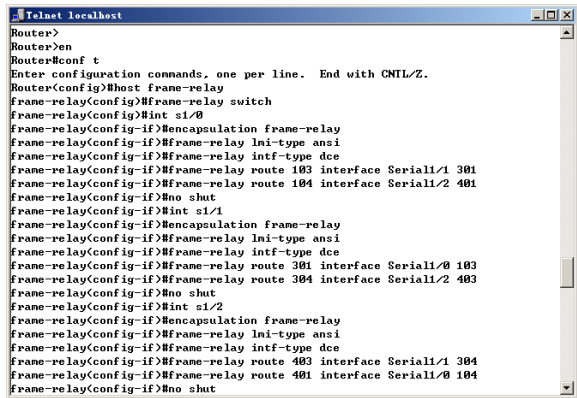 Telnet localhost
Router>
Router>en
Router#conf t
Enter configuration commands, one per line.  End with CNTL/Z.
Router(config)#host frame-relay
frame-relay(config)#frame-relay switch
frame-relay(config)#int s1/0
frame-relay(config-if)#encapsulation frame-relay
frame-relay(config-if)#frame-relay lmi-type ansi
frame-relay(config-if)#frame-relay intf-type dce
frame-relay(config-if)#frame-relay route 103 interface Serial1/1 301
frame-relay(config-if)#frame-relay route 104 interface Serial1/2 401
frame-relay(config-if)#no shut
frame-relay(config-if)#int s1/1
frame-relay(config-if)#encapsulation frame-relay
frame-relay(config-if)#frame-relay lmi-type ansi
frame-relay(config-if)#frame-relay intf-type dce
frame-relay(config-if)#frame-relay route 301 interface Serial1/0 103
frame-relay(config-if)#frame-relay route 304 interface Serial1/2 403
frame-relay(config-if)#no shut
frame-relay(config-if)#int s1/2
frame-relay(config-if)#encapsulation frame-relay
frame-relay(config-if)#frame-relay lmi-type ansi
frame-relay(config-if)#frame-relay intf-type dce
frame-relay(config-if)#frame-relay route 403 interface Serial1/1 304
frame-relay(config-if)#frame-relay route 401 interface Serial1/0 104
frame-relay(config-if)#no shut